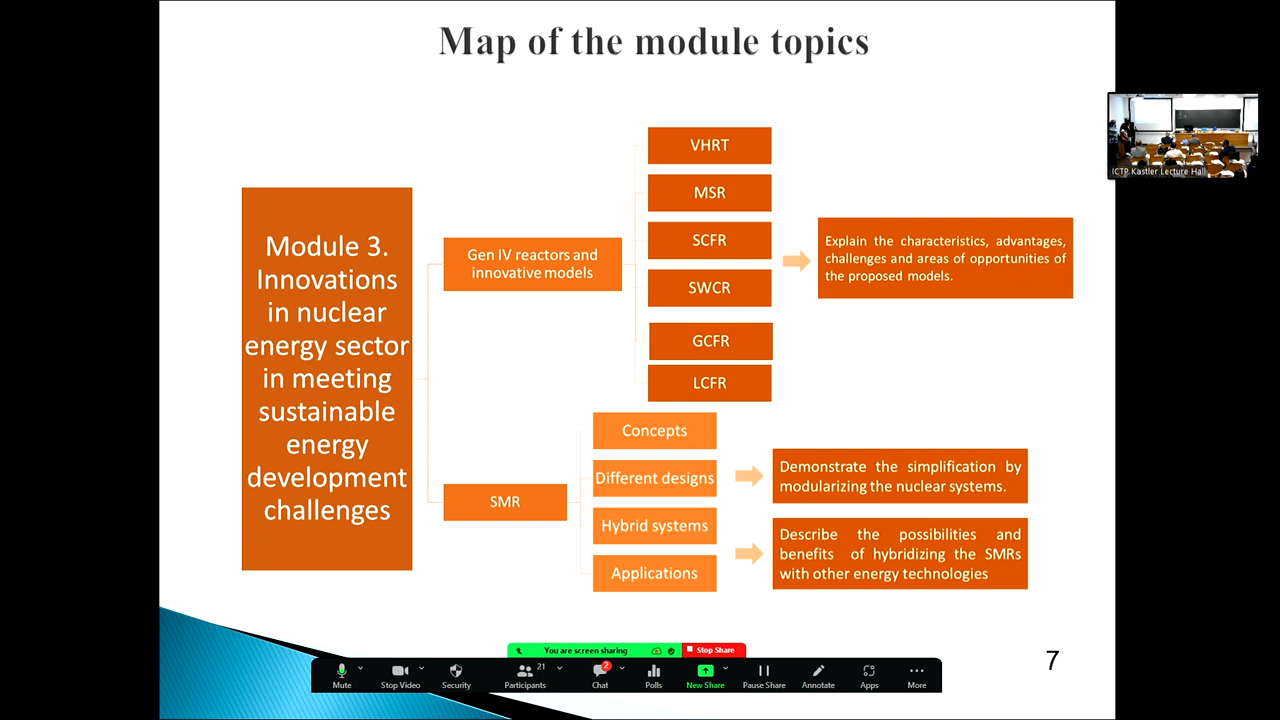 Map of the module topics
Module 3.
Innovations
in nuclear
energy sector
in meeting
sustainable
energy
development
challenges
Gen IV reactors and
innovative models
VHRT
MSR
SCFR
SWCR
GCFR
LCFR
Explain the characteristics, advantages,
challenges and areas of opportunities of
the proposed models.
SMR
Concepts
Different designs
Hybrid systems
Applications
Demonstrate the simplification by
modularizing the nuclear systems.
Describe the possibilities and
benefits of hybridizing the SMRs
with other energy technologies
ICTP Kastler Lecture Hall
You are screen sharing
Stop Share
Mute
Stop Video
Security
21
Participants
2
Chat
Polls
New Share
Pause Share
Annotate
Apps
More
7